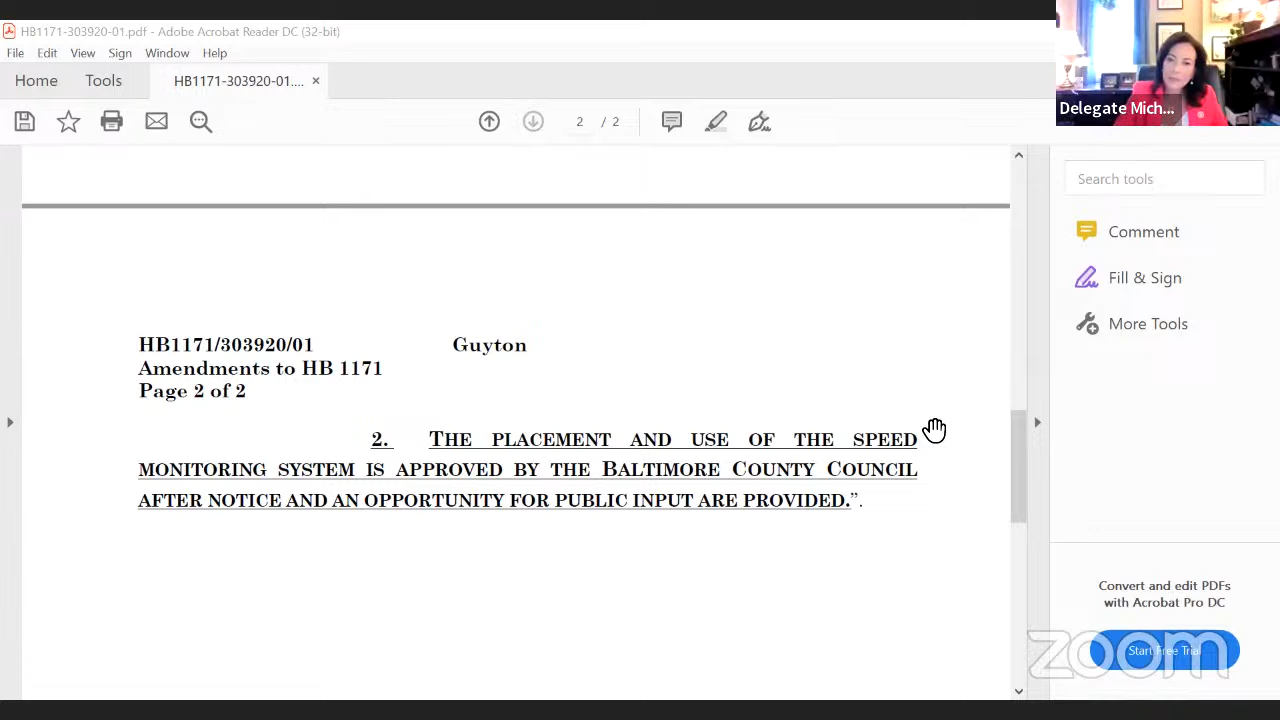 HB1171-303920-01.pdf - Adobe Acrobat Reader DC (32-bit)
File Edit View Sign Window Help
Home Tools HB1171-303920-01.... ×
2 / 2
Delegate Mich...
Search tools
Comment
Fill & Sign
More Tools
HB1171/303920/01 Guyton
Amendments to HB 1171
Page 2 of 2
2. THE PLACEMENT AND USE OF THE SPEED
MONITORING SYSTEM IS APPROVED BY THE BALTIMORE COUNTY COUNCIL
AFTER NOTICE AND AN OPPORTUNITY FOR PUBLIC INPUT ARE PROVIDED.”.
Convert and edit PDFs
with Acrobat Pro DC
Start Free Trial
zoom